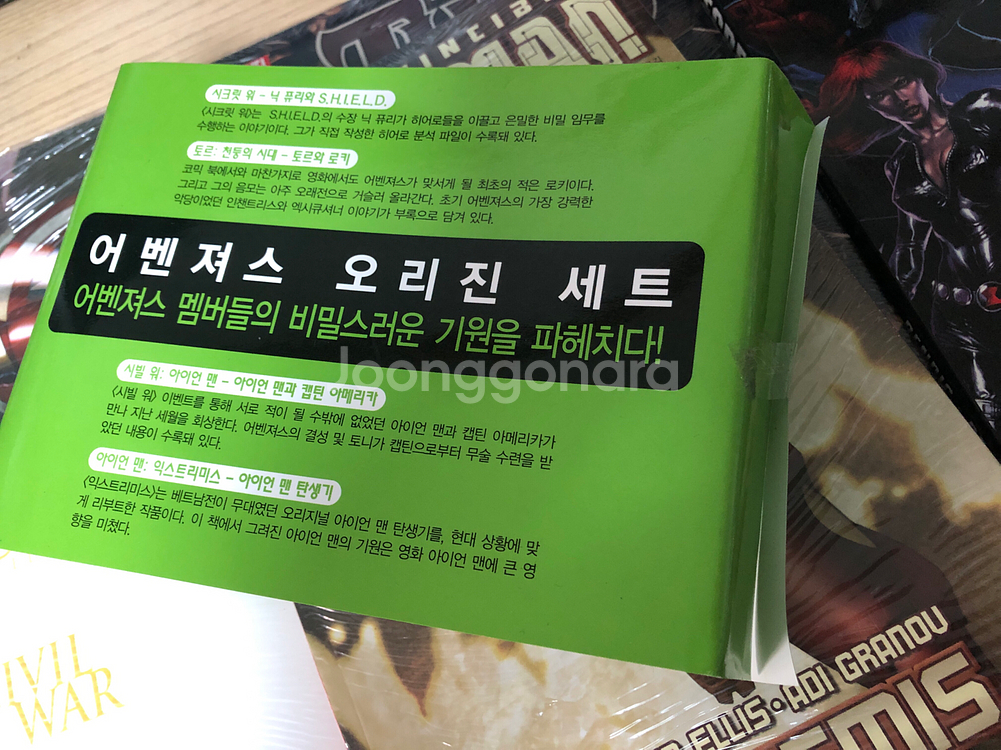 시크릿 워 - 닉 퓨리와 S.H.I.E.L.D.
〈시크릿 워〉는 S.H.I.E.L.D.의 수장 닉 퓨리가 히어로들을 이끌고 은밀한 비밀 임무를
수행하는 이야기이다. 그가 직접 작성한 히어로 분석 파일이 수록돼 있다.
토르: 천둥의 시대 - 토르와 로키
코믹 북에서와 마찬가지로 영화에서도 어벤져스가 맞서게 될 최초의 적은 로키이다.
그리고 그의 음모는 아주 오래전으로 거슬러 올라간다. 초기 어벤져스의 가장 강력한
악당이었던 인챈트리스와 엑시큐셔너 이야기가 부록으로 담겨 있다.
어벤져스 오리진 세트
어벤져스 멤버들의 비밀스러운 기원을 파헤치다!
Joonggonara
시빌 워: 아이언 맨 - 아이언 맨과 캡틴 아메리카
〈시빌 워〉 이벤트를 통해 서로 적이 될 수밖에 없었던 아이언 맨과 캡틴 아메리카가
만나 지난 세월을 회상한다. 어벤져스의 결성 및 토니가 캡틴으로부터 무술 수련을 받
았던 내용이 수록돼 있다.
아이언 맨: 익스트리미스 - 아이언 맨 탄생기
〈익스트리미스〉는 베트남전이 무대였던 오리지널 아이언 맨 탄생기를, 현대 상황에 맞
게 리부트한 작품이다. 이 책에서 그려진 아이언 맨의 기원은 영화 아이언 맨에 큰 영
향을 미쳤다.
IVIL
WAR
ELLIS • ADI GRANOV
EMIS